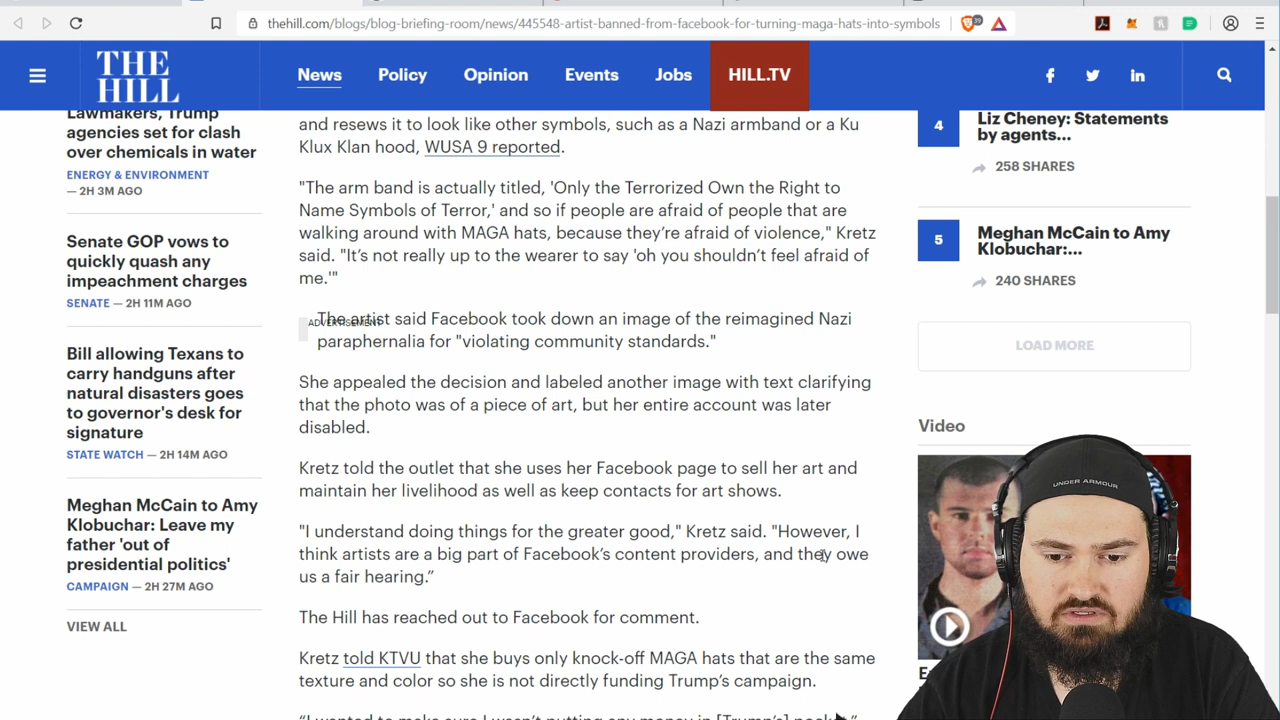 thehill.com/blogs/blog-briefing-room/news/445548-artist-banned-from-facebook-for-turning-maga-hats-into-symbols
39
THE
HILL
News
Policy
Opinion
Events
Jobs
HILL.TV
Lawmakers, Trump
agencies set for clash
over chemicals in water
ENERGY & ENVIRONMENT
— 2H 3M AGO
Senate GOP vows to
quickly quash any
impeachment charges
SENATE — 2H 11M AGO
Bill allowing Texans to
carry handguns after
natural disasters goes
to governor's desk for
signature
STATE WATCH — 2H 14M AGO
Meghan McCain to Amy
Klobuchar: Leave my
father 'out of
presidential politics'
CAMPAIGN — 2H 27M AGO
VIEW ALL
and resews it to look like other symbols, such as a Nazi armband or a Ku
Klux Klan hood, WUSA 9 reported.
"The arm band is actually titled, 'Only the Terrorized Own the Right to
Name Symbols of Terror,' and so if people are afraid of people that are
walking around with MAGA hats, because they’re afraid of violence," Kretz
said. "It’s not really up to the wearer to say 'oh you shouldn’t feel afraid of
me.'"
ADVERTISEMENT
The artist said Facebook took down an image of the reimagined Nazi
paraphernalia for "violating community standards."
She appealed the decision and labeled another image with text clarifying
that the photo was of a piece of art, but her entire account was later
disabled.
Kretz told the outlet that she uses her Facebook page to sell her art and
maintain her livelihood as well as keep contacts for art shows.
"I understand doing things for the greater good," Kretz said. "However, I
think artists are a big part of Facebook’s content providers, and they owe
us a fair hearing.”
The Hill has reached out to Facebook for comment.
Kretz told KTVU that she buys only knock-off MAGA hats that are the same
texture and color so she is not directly funding Trump’s campaign.
“I wanted to make sure I wasn’t putting any money in [Trump’s] pocket,”
4
Liz Cheney: Statements
by agents...
258 SHARES
5
Meghan McCain to Amy
Klobuchar:...
240 SHARES
LOAD MORE
Video
UNDER ARMOUR